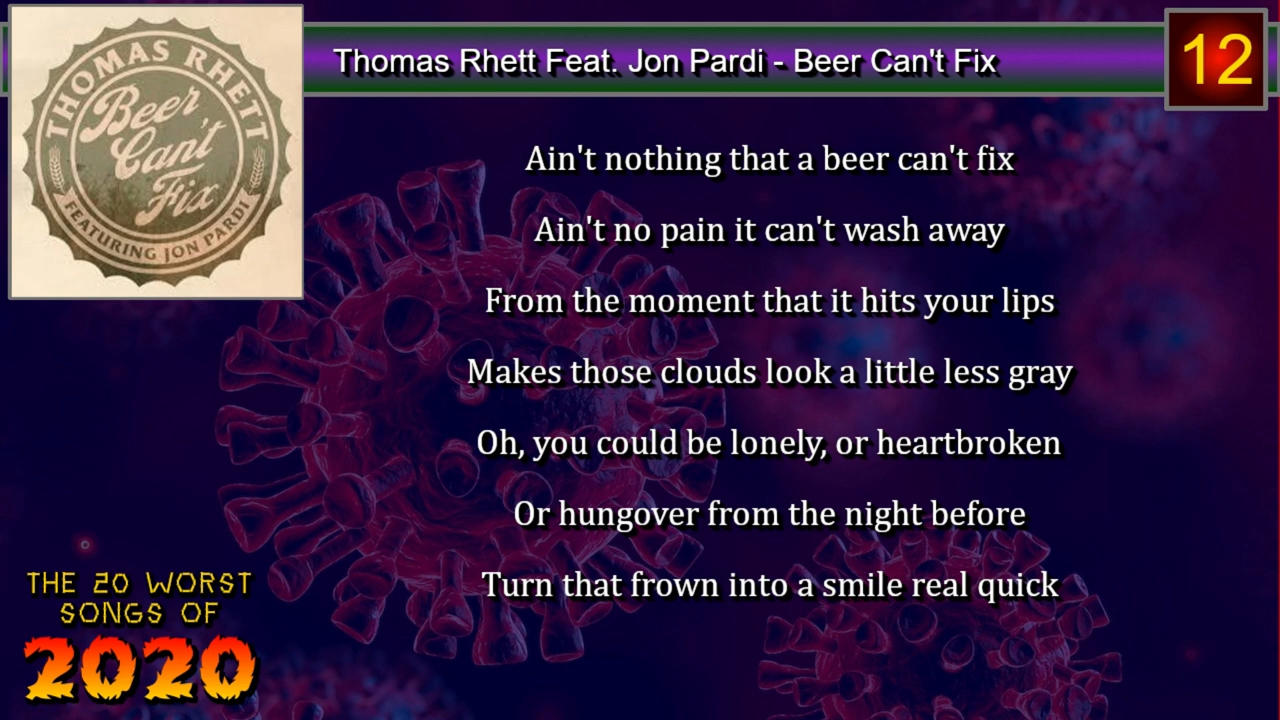 THOMAS RHETT
Beer
Can't
Fix
FEATURING JON PARDI
Thomas Rhett Feat. Jon Pardi - Beer Can't Fix
12
Ain't nothing that a beer can't fix
Ain't no pain it can't wash away
From the moment that it hits your lips
Makes those clouds look a little less gray
Oh, you could be lonely, or heartbroken
Or hungover from the night before
Turn that frown into a smile real quick
THE 20 WORST
SONGS OF
2020